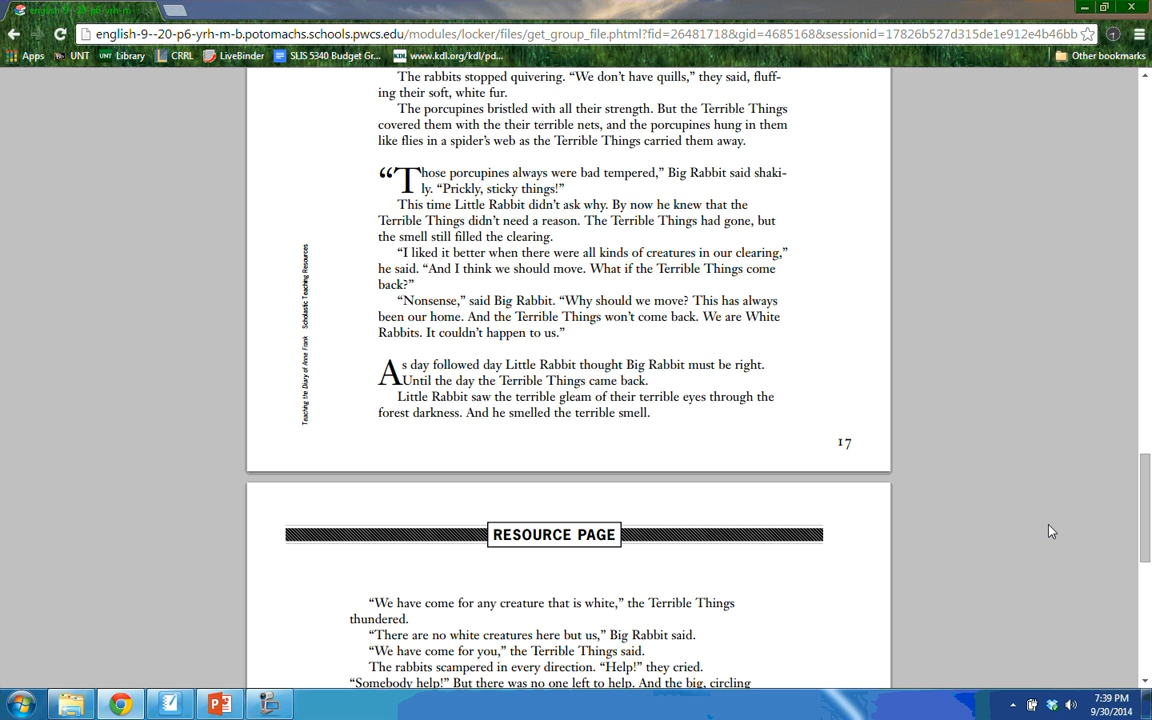 english-9--20-p6-yrh-m-
english-9--20-p6-yrh-m-b.potomachs.schools.pwcs.edu/modules/locker/files/get_group_file.phtml?fid=26481718&gid=4685168&sessionid=17826b527d315de1e912e4b46bb
Apps UNT Library CRRL LiveBinder SLIS 5340 Budget Gr... KDL www.kdl.org/kdl/pd... Other bookmarks
The rabbits stopped quivering. “We don’t have quills,” they said, fluff-
ing their soft, white fur.
The porcupines bristled with all their strength. But the Terrible Things
covered them with the their terrible nets, and the porcupines hung in them
like flies in a spider’s web as the Terrible Things carried them away.
“Those porcupines always were bad tempered,” Big Rabbit said shaki-
ly. “Prickly, sticky things!”
This time Little Rabbit didn’t ask why. By now he knew that the
Terrible Things didn’t need a reason. The Terrible Things had gone, but
the smell still filled the clearing.
“I liked it better when there were all kinds of creatures in our clearing,”
he said. “And I think we should move. What if the Terrible Things come
back?”
“Nonsense,” said Big Rabbit. “Why should we move? This has always
been our home. And the Terrible Things won’t come back. We are White
Rabbits. It couldn’t happen to us.”
As day followed day Little Rabbit thought Big Rabbit must be right.
Until the day the Terrible Things came back.
Little Rabbit saw the terrible gleam of their terrible eyes through the
forest darkness. And he smelled the terrible smell.
Teaching the Diary of Anne Frank Scholastic Teaching Resources
17
RESOURCE PAGE
“We have come for any creature that is white,” the Terrible Things
thundered.
“There are no white creatures here but us,” Big Rabbit said.
“We have come for you,” the Terrible Things said.
The rabbits scampered in every direction. “Help!” they cried.
“Somebody help!” But there was no one left to help. And the big, circling
7:39 PM
9/30/2014